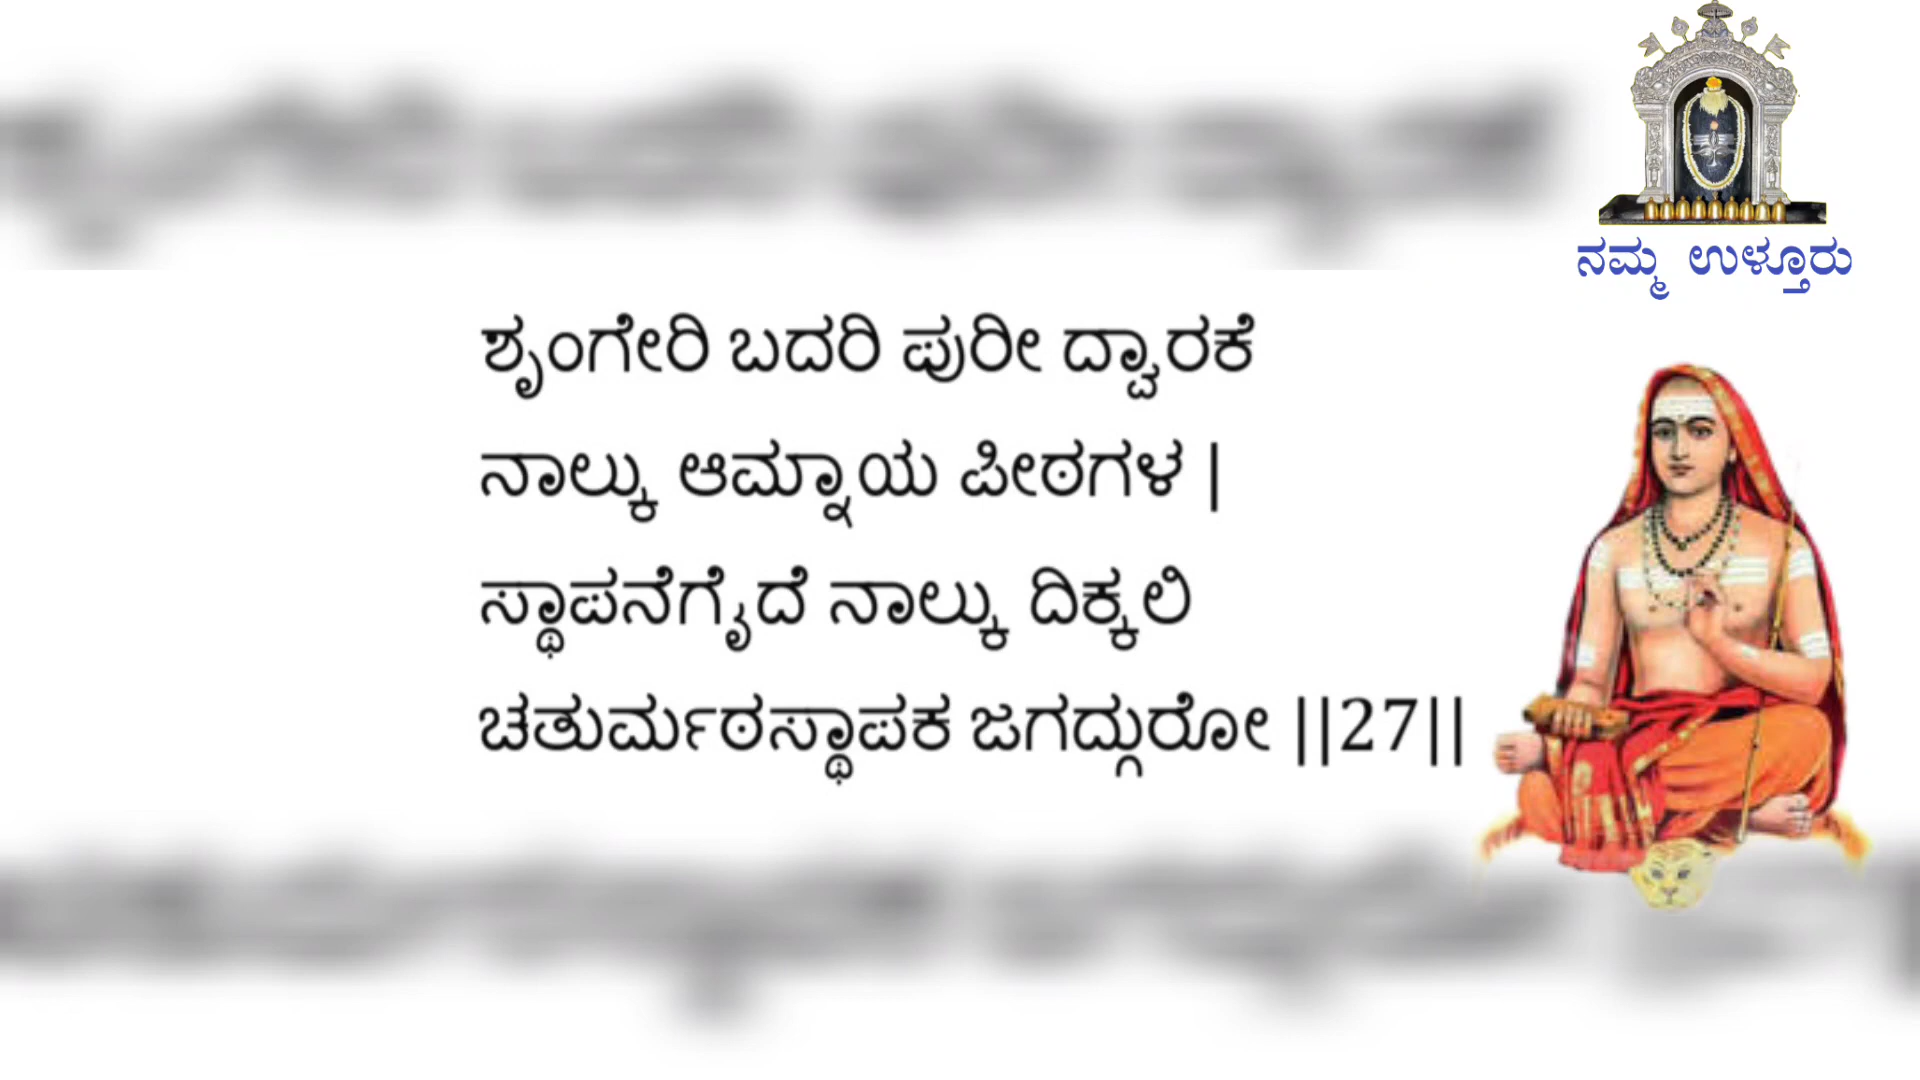 ನಮ್ಮ ಉಳ್ತೂರು
ಶೃಂಗೇರಿ ಬದರಿ ಪುರೀ ದ್ವಾರಕೆ
ನಾಲ್ಕು ಆಮ್ನಾಯ ಪೀಠಗಳ |
ಸ್ಥಾಪನೆಗೈದೆ ನಾಲ್ಕು ದಿಕ್ಕಲಿ
ಚತುರ್ಮಠಸ್ಥಾಪಕ ಜಗದ್ಗುರೋ ||27||